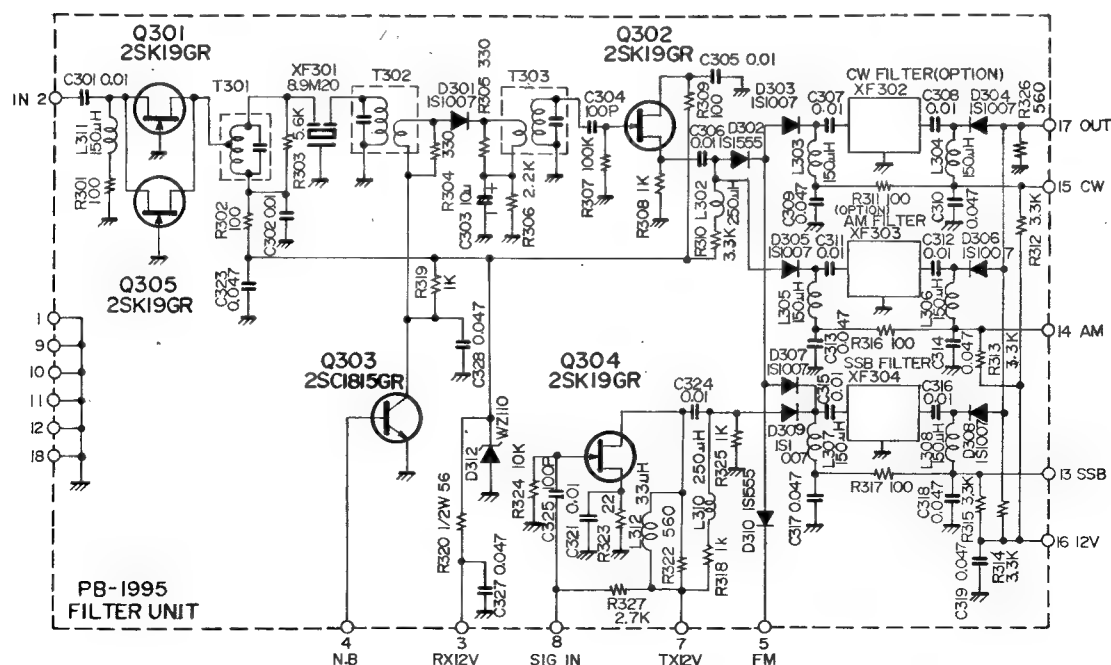 Q301
2SK19GR
C301 0.01
IN 2
L311
150μH
R301
100
Q305
2SK19GR
T301
R302
100
C302 0.01
C323
0.047
5.6K
R303
XF301
8.9M20
T302
330
R304
D301
1S1007
R305 330
C303 10μ
+
R306 2.2K
T303
C304
100P
R307 100K
Q302
2SK19GR
R308 1K
C305 0.01
R309
100
C306
0.01
D302
1S1555
L302
250μH
R310
3.3K
D303
1S1007
CW FILTER(OPTION)
XF302
C307
0.01
C308
0.01
D304
1S1007
R326
560
17 OUT
L303
150μH
L304
150μH
C309
0.047
R311 100
C310
0.047
15 CW
3.3K
R312
(OPTION)
AM FILTER
XF303
D305
1S1007
C311
0.01
C312
0.01
D306
1S1007
L305
150μH
L306
150μH
R316 100
C313
0.047
C314
0.047
R313
3.3K
14 AM
SSB FILTER
XF304
D307
1S1007
C315
0.01
C316
0.01
D309
1S1
007
L307
150μH
L308
150μH
D308
1S1007
R317 100
C317 0.047
C318
0.047
R315 3.3K
13 SSB
R314
3.3K
C319 0.047
16 12V
1
9
10
11
12
18
R319
1K
C328 0.047
Q303
2SC1815GR
WZ110
D312
R320 1/2W 56
C327 0.047
Q304
2SK19GR
R324 10K
C325 100P
C321 0.01
R323 22
L312 33μH
R322 560
R327
2.7K
C324
0.01
L310 250μH
R318 1k
R325 1K
D310 1S1555
PB-1995
FILTER UNIT
4
N.B
3
RX12V
8
SIG IN
7
TX12V
5
FM